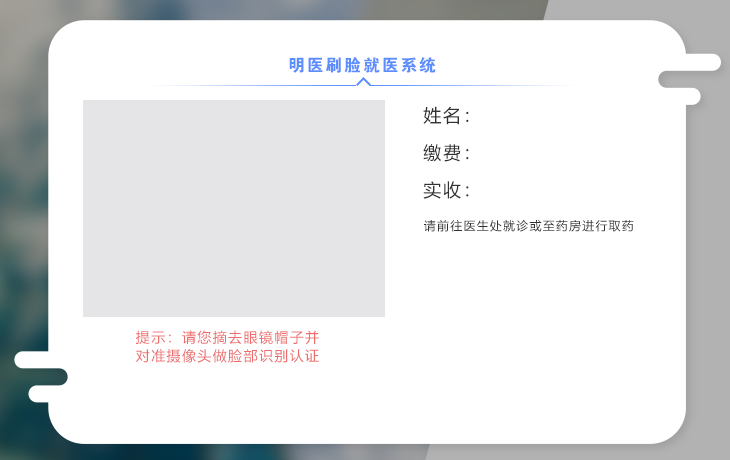 明医刷脸就医系统
姓名：
缴费：
实收：
请前往医生处就诊或至药房进行取药
提示：请您摘去眼镜帽子并
对准摄像头做脸部识别认证